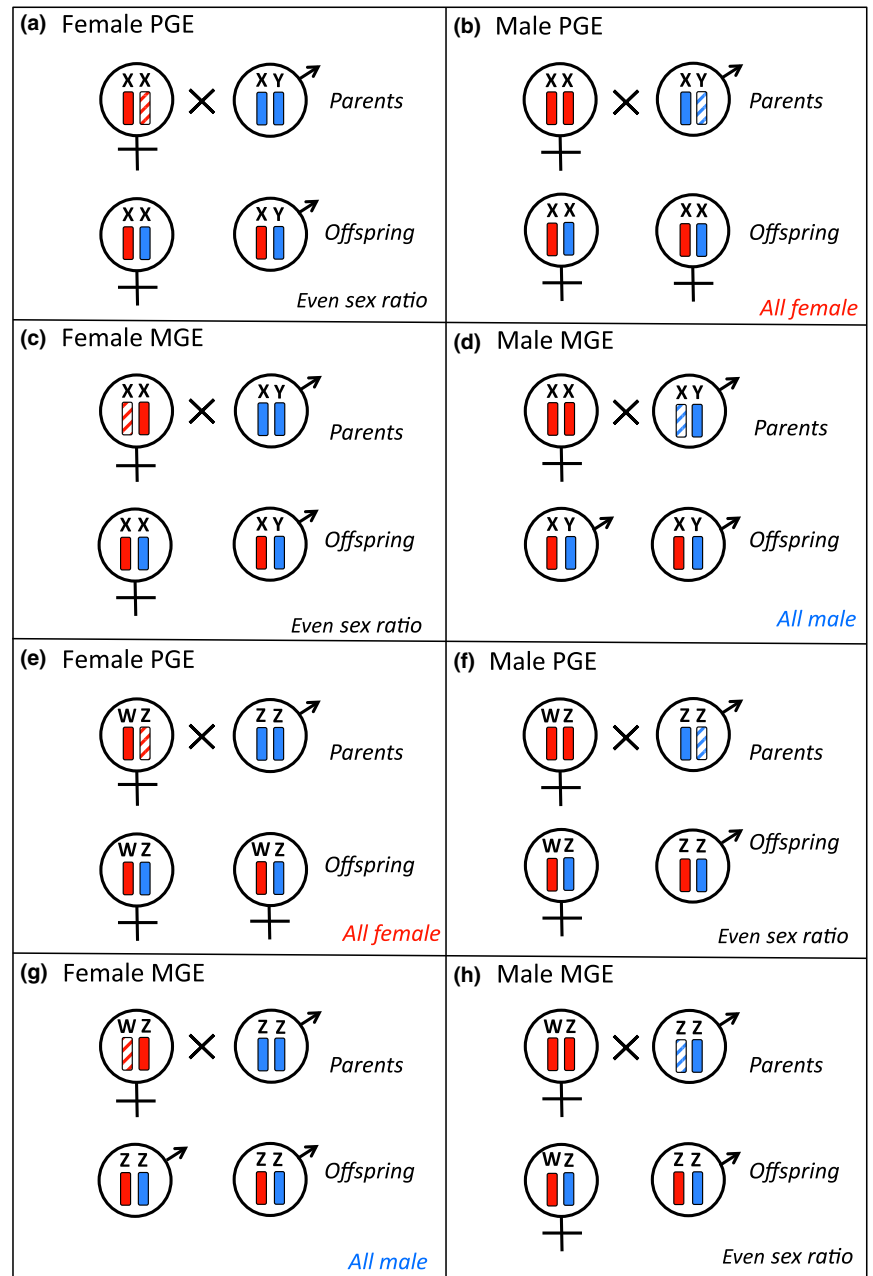 (a) Female PGE
X X
X Y
Parents
X X
X Y
Offspring
Even sex ratio
(b) Male PGE
X X
X Y
Parents
X X
X X
Offspring
All female
(c) Female MGE
X X
X Y
Parents
X X
X Y
Offspring
Even sex ratio
(d) Male MGE
X X
X Y
Parents
X Y
X Y
Offspring
All male
(e) Female PGE
W Z
Z Z
Parents
W Z
W Z
Offspring
All female
(f) Male PGE
W Z
Z Z
Parents
W Z
Z Z
Offspring
Even sex ratio
(g) Female MGE
W Z
Z Z
Parents
Z Z
Z Z
Offspring
All male
(h) Male MGE
W Z
Z Z
Parents
W Z
Z Z
Offspring
Even sex ratio